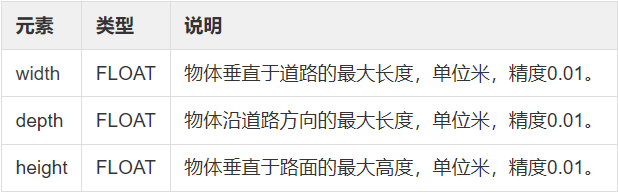 元素 类型 说明
width FLOAT 物体垂直于道路的最大长度，单位米，精度0.01。
depth FLOAT 物体沿道路方向的最大长度，单位米，精度0.01。
height FLOAT 物体垂直于路面的最大高度，单位米，精度0.01。